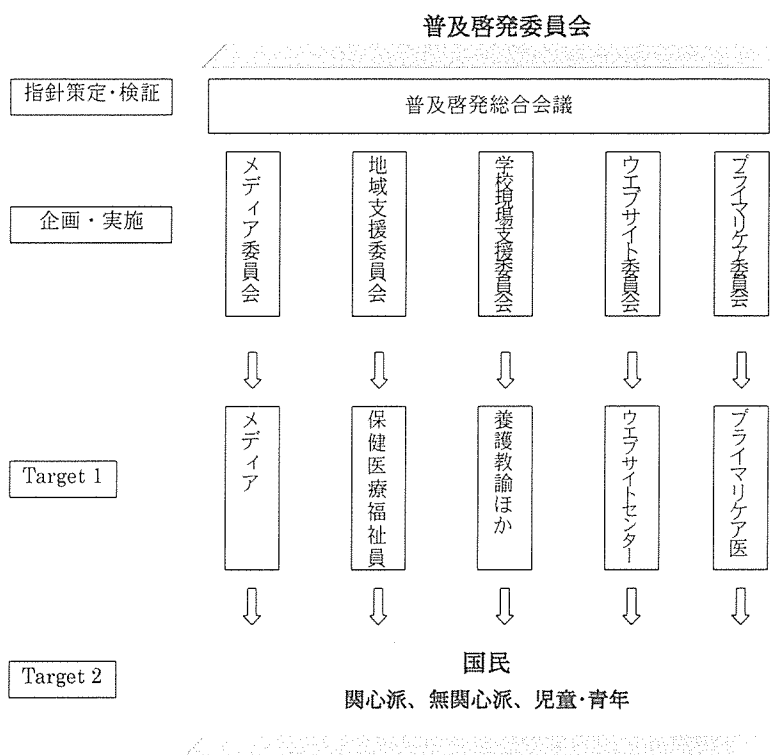 普及啓発委員会
指針策定・検証
普及啓発総合会議
企画・実施
メディア委員会
地域支援委員会
学校現場支援委員会
ウエブサイト委員会
プライマリケア委員会
Target 1
メディア
保健医療福祉員
養護教諭ほか
ウエブサイトセンター
プライマリケア医
Target 2
国民
関心派、無関心派、児童・青年